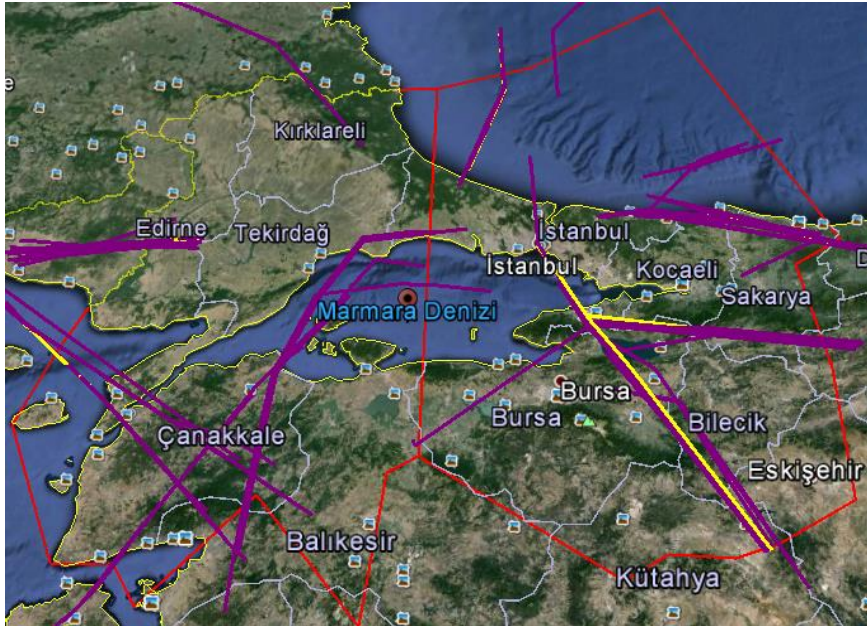 e
Kırklareli
Edirne
Tekirdağ
İstanbul
İstanbul
Kocaeli
D
Sakarya
Marmara Denizi
Bursa
Bursa
Bilecik
Çanakkale
Eskişehir
Balıkesir
Kütahya